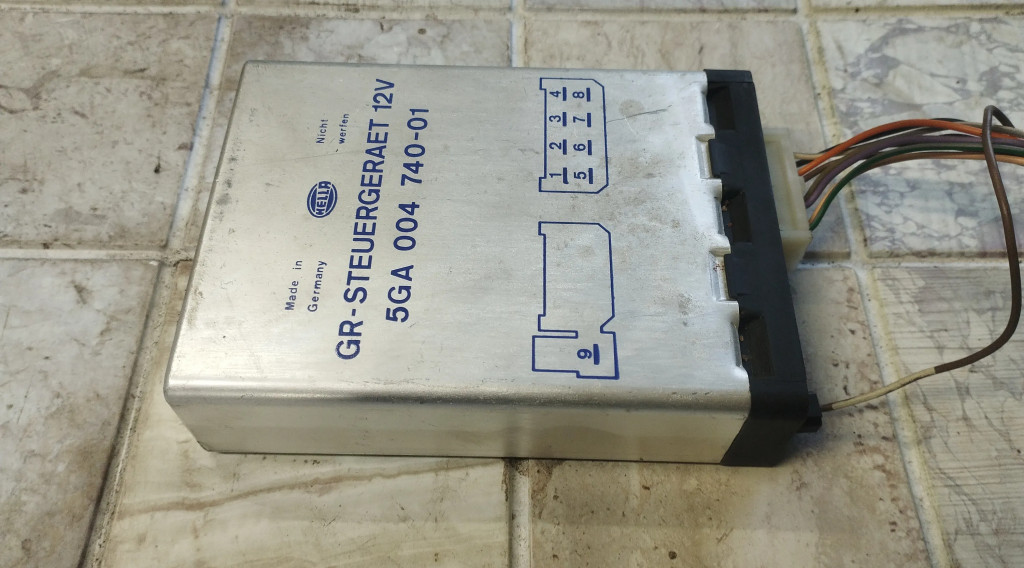 Made in
Germany
HELLA
Nicht
- werfen
GR-STEUERGERAET 12V
5GA 004 740-01
9
1 2 3 4
5 6 7 8